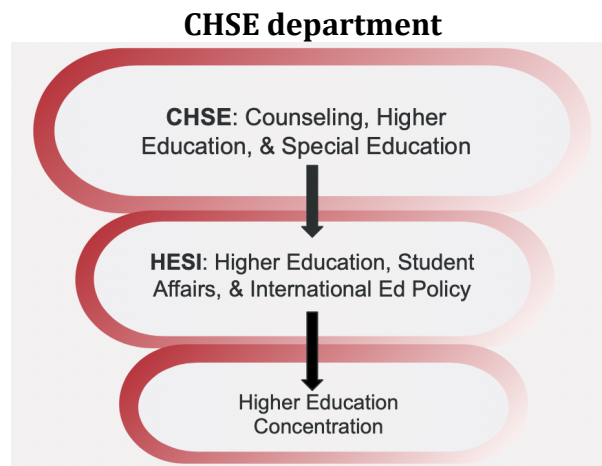 CHSE department
CHSE: Counseling, Higher
Education, & Special Education
HESI: Higher Education, Student
Affairs, & International Ed Policy
Higher Education
Concentration